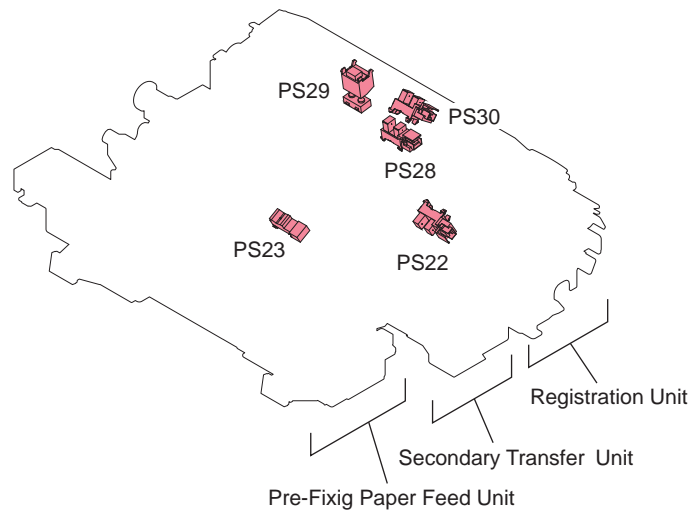 PS29
PS30
PS28
PS23
PS22
Registration Unit
Secondary Transfer Unit
Pre-Fixig Paper Feed Unit